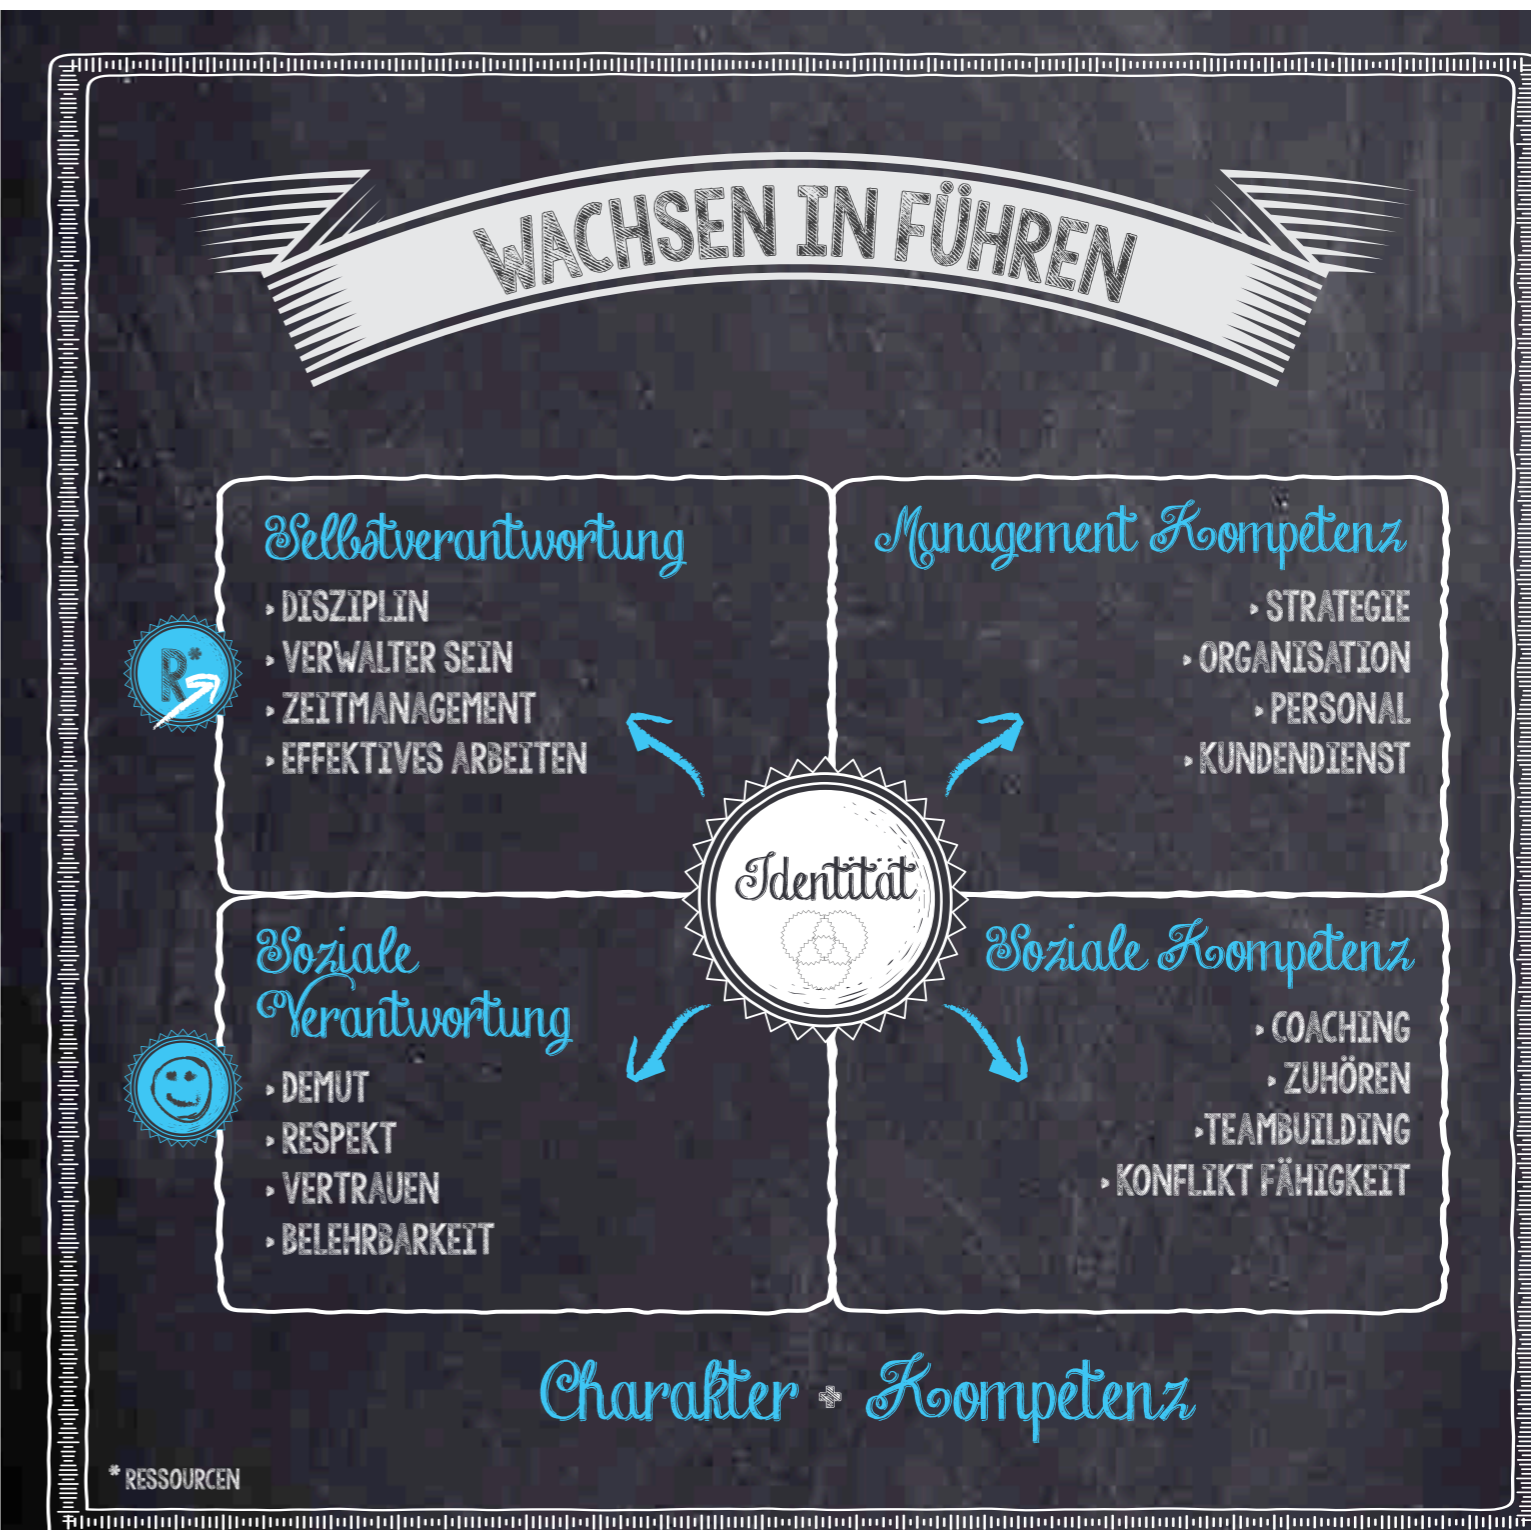 WACHSEN IN FÜHREN
Selbstverantwortung
› DISZIPLIN
› VERWALTER SEIN
› ZEITMANAGEMENT
› EFFEKTIVES ARBEITEN
R*
Management Kompetenz
› STRATEGIE
› ORGANISATION
› PERSONAL
› KUNDENDIENST
Identität
Soziale
Verantwortung
› DEMUT
› RESPEKT
› VERTRAUEN
› BELEHRBARKEIT
Soziale Kompetenz
› COACHING
› ZUHÖREN
›TEAMBUILDING
› KONFLIKT FÄHIGKEIT
Charakter + Kompetenz
* RESSOURCEN